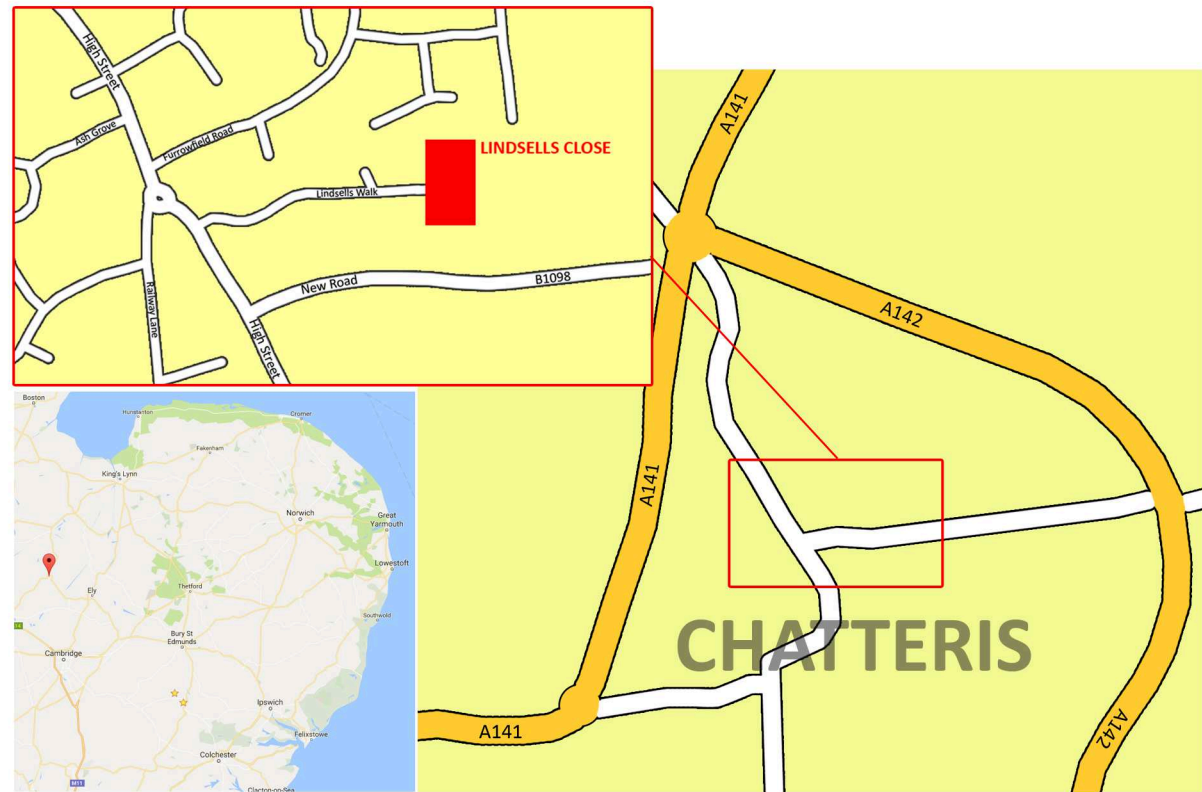 High Street
Ash Grove
Furrowfield Road
LINDSELLS CLOSE
Lindsells Walk
New Road
B1098
Railway Lane
High Street
A141
A142
A141
CHATTERIS
A141
A142
Boston
Hunstanton
Cromer
Fakenham
King's Lynn
Norwich
Great
Yarmouth
Lowestoft
Ely
Thetford
Southwold
Bury St
Edmunds
Cambridge
Ipswich
Felixstowe
Colchester
M11
Clacton-on-Sea